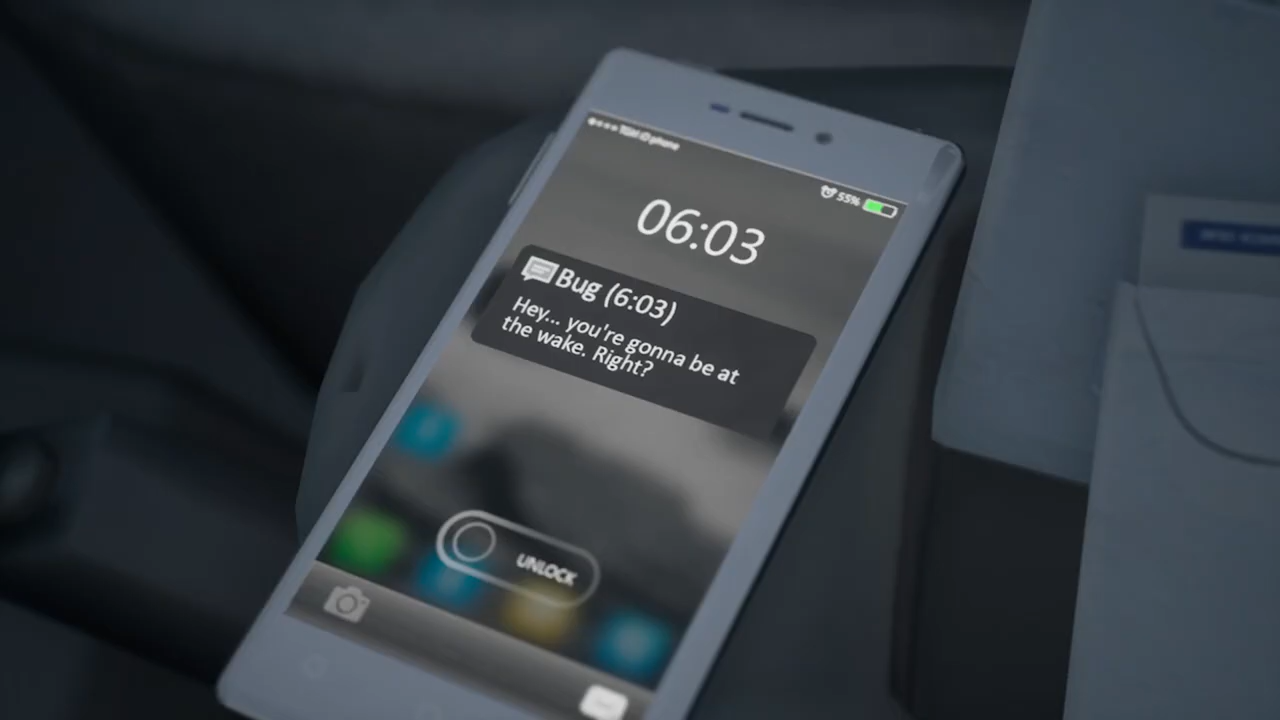 55%
06:03
Bug (6:03)
Hey... you're gonna be at
the wake. Right?
UNLOCK